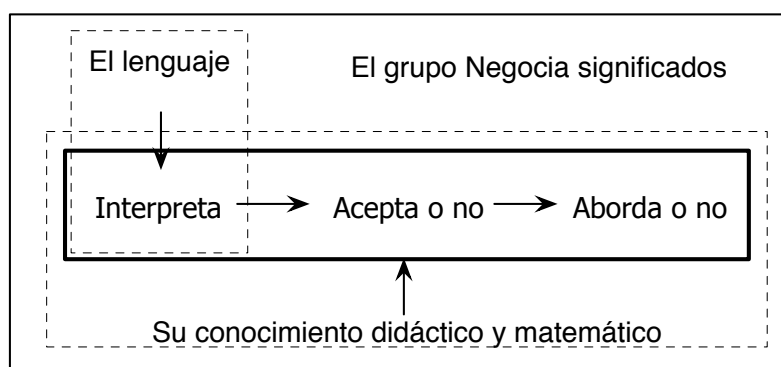 El lenguaje
El grupo Negocia significados
Interpreta
Acepta o no
Aborda o no
Su conocimiento didáctico y matemático